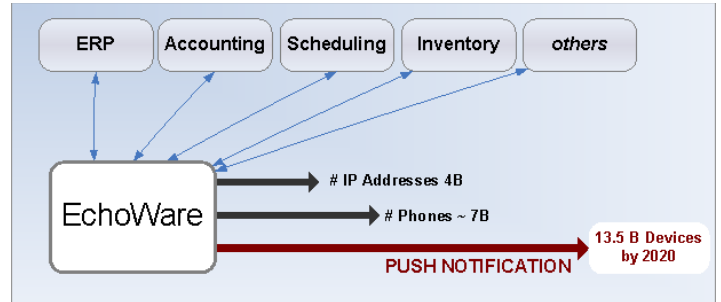 ERP
Accounting
Scheduling
Inventory
others
EchoWare
# IP Addresses 4B
# Phones ~ 7B
PUSH NOTIFICATION
13.5 B Devices
by 2020